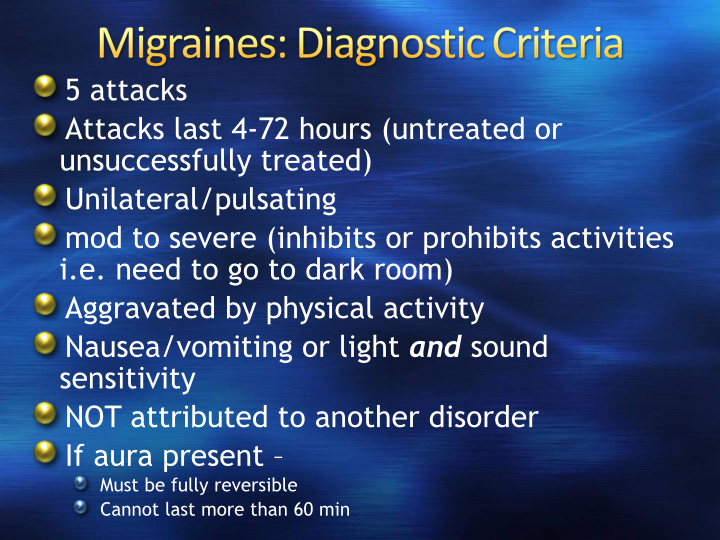 Migraines: Diagnostic Criteria
5 attacks
Attacks last 4-72 hours (untreated or
unsuccessfully treated)
Unilateral/pulsating
mod to severe (inhibits or prohibits activities
i.e. need to go to dark room)
Aggravated by physical activity
Nausea/vomiting or light and sound
sensitivity
NOT attributed to another disorder
If aura present –
Must be fully reversible
Cannot last more than 60 min